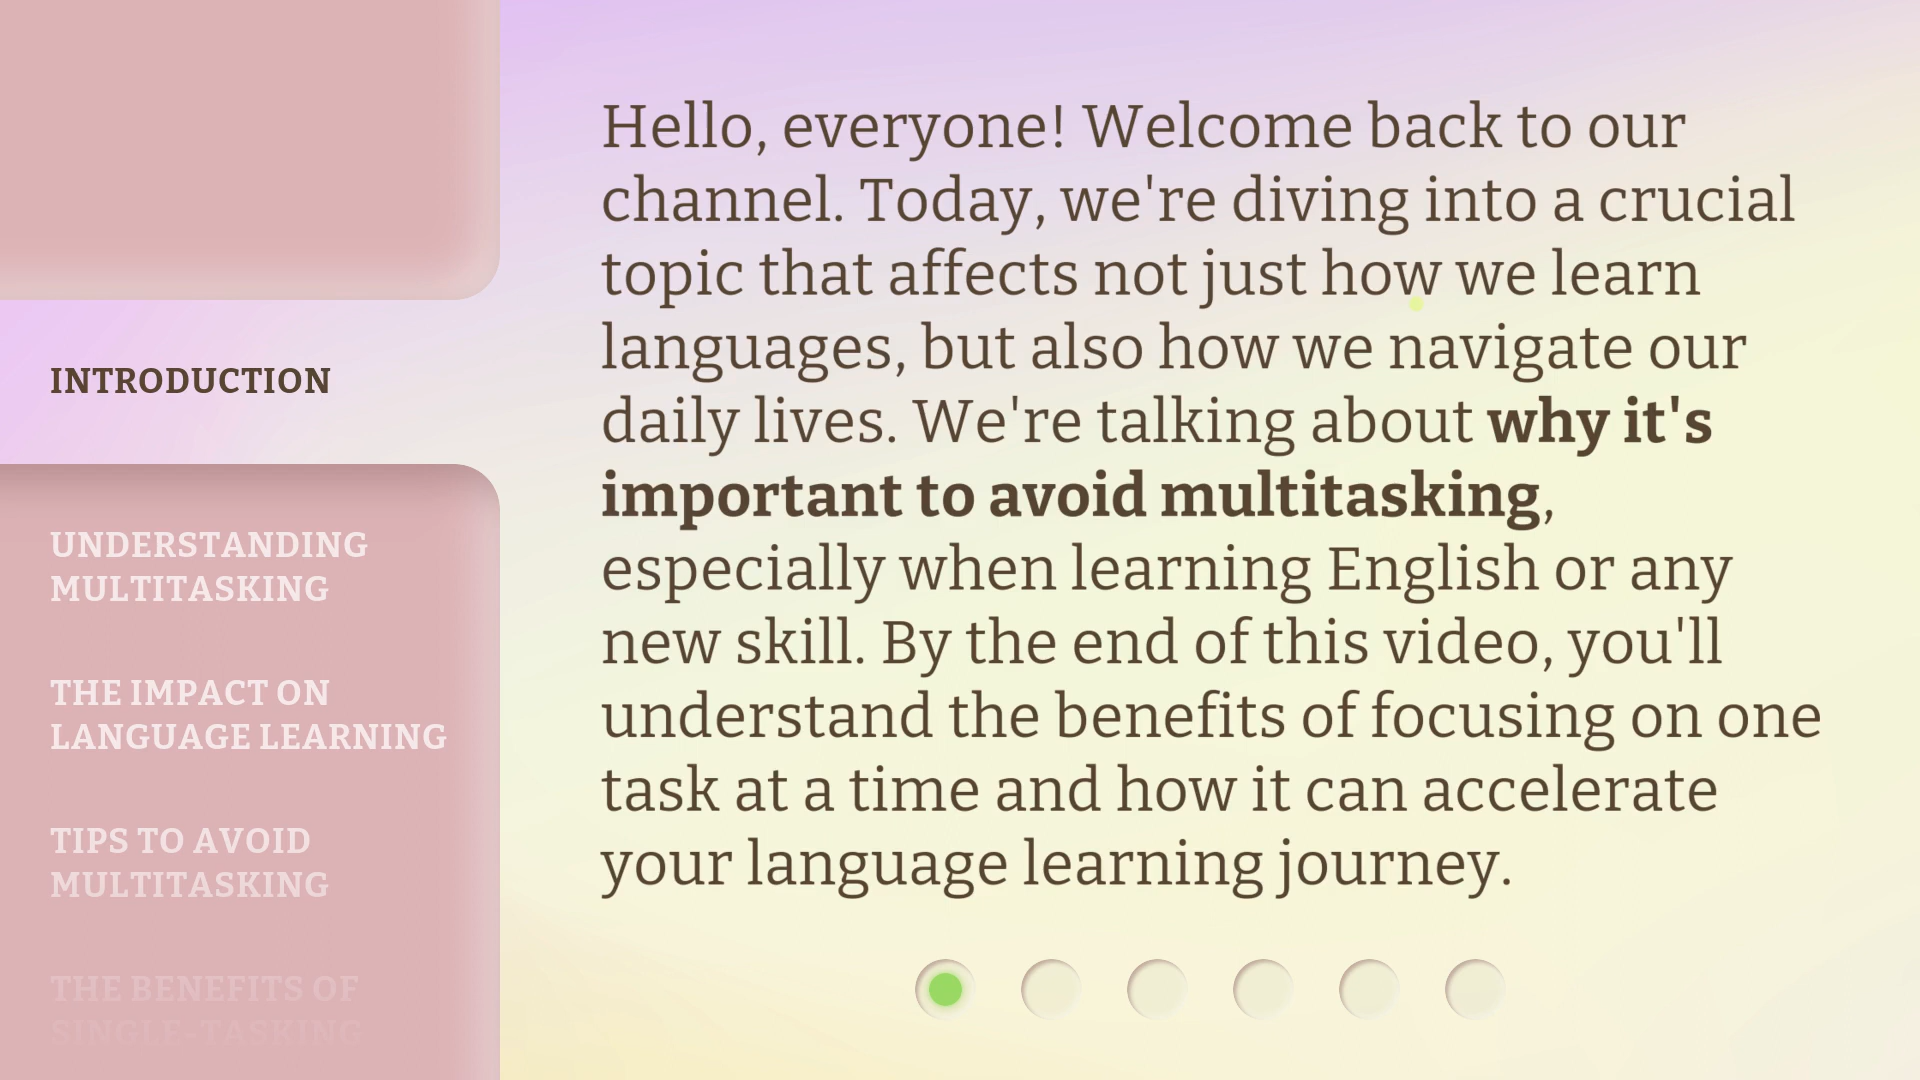 INTRODUCTION
UNDERSTANDING
MULTITASKING
THE IMPACT ON
LANGUAGE LEARNING
TIPS TO AVOID
MULTITASKING
THE BENEFITS OF
SINGLE-TASKING
Hello, everyone! Welcome back to our
channel. Today, we're diving into a crucial
topic that affects not just how we learn
languages, but also how we navigate our
daily lives. We're talking about why it's
important to avoid multitasking,
especially when learning English or any
new skill. By the end of this video, you'll
understand the benefits of focusing on one
task at a time and how it can accelerate
your language learning journey.